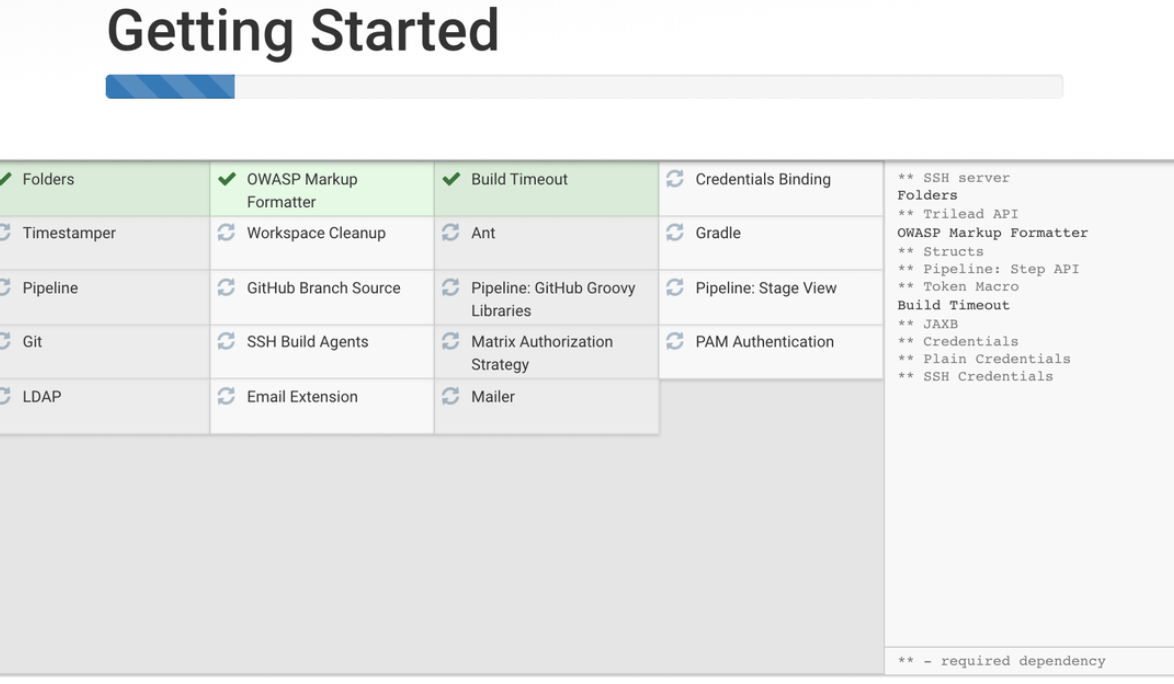 Getting Started
Folders
OWASP Markup
Formatter
Build Timeout
Credentials Binding
Timestamper
Workspace Cleanup
Ant
Gradle
Pipeline
GitHub Branch Source
Pipeline: GitHub Groovy
Libraries
Pipeline: Stage View
Git
SSH Build Agents
Matrix Authorization
Strategy
PAM Authentication
LDAP
Email Extension
Mailer
** SSH server
Folders
** Trilead API
OWASP Markup Formatter
** Structs
** Pipeline: Step API
** Token Macro
Build Timeout
** JAXB
** Credentials
** Plain Credentials
** SSH Credentials
** - required dependency